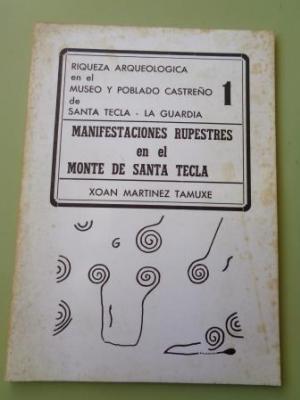 RIQUEZA ARQUEOLOGICA
en el
MUSEO Y POBLADO CASTREÑO 1
de
SANTA TECLA - LA GUARDIA
MANIFESTACIONES RUPESTRES
en el
MONTE DE SANTA TECLA
XOAN MARTINEZ TAMUXE